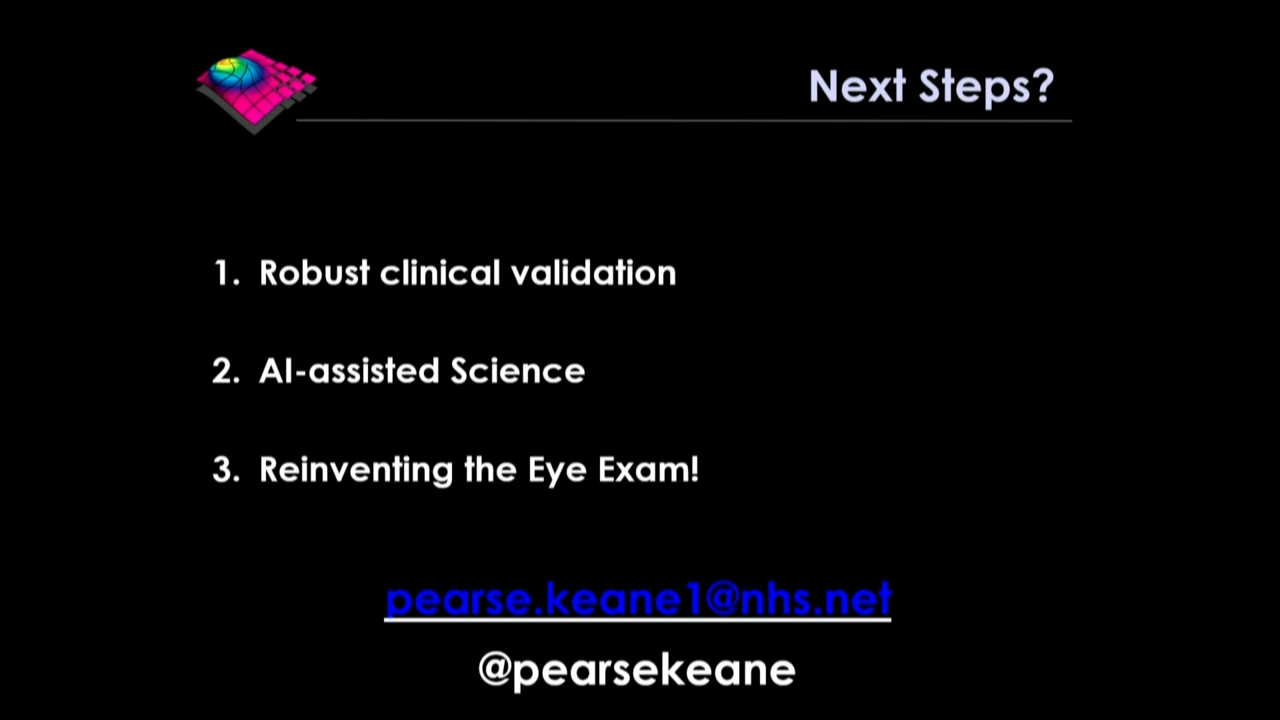 Next Steps?
1. Robust clinical validation
2. AI-assisted Science
3. Reinventing the Eye Exam!
pearse.keane1@nhs.net
@pearsekeane